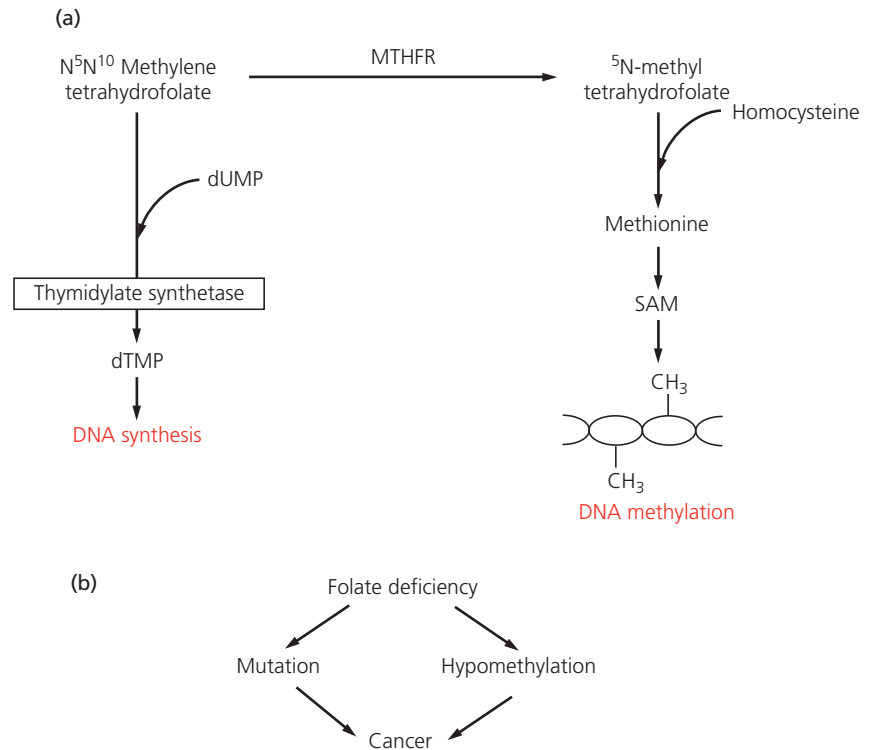 (a)
N⁵N¹⁰ Methylene
tetrahydrofolate
MTHFR
⁵N-methyl
tetrahydrofolate
Homocysteine
dUMP
Methionine
Thymidylate synthetase
SAM
dTMP
CH₃
DNA synthesis
CH₃
DNA methylation
(b)
Folate deficiency
Mutation
Hypomethylation
Cancer